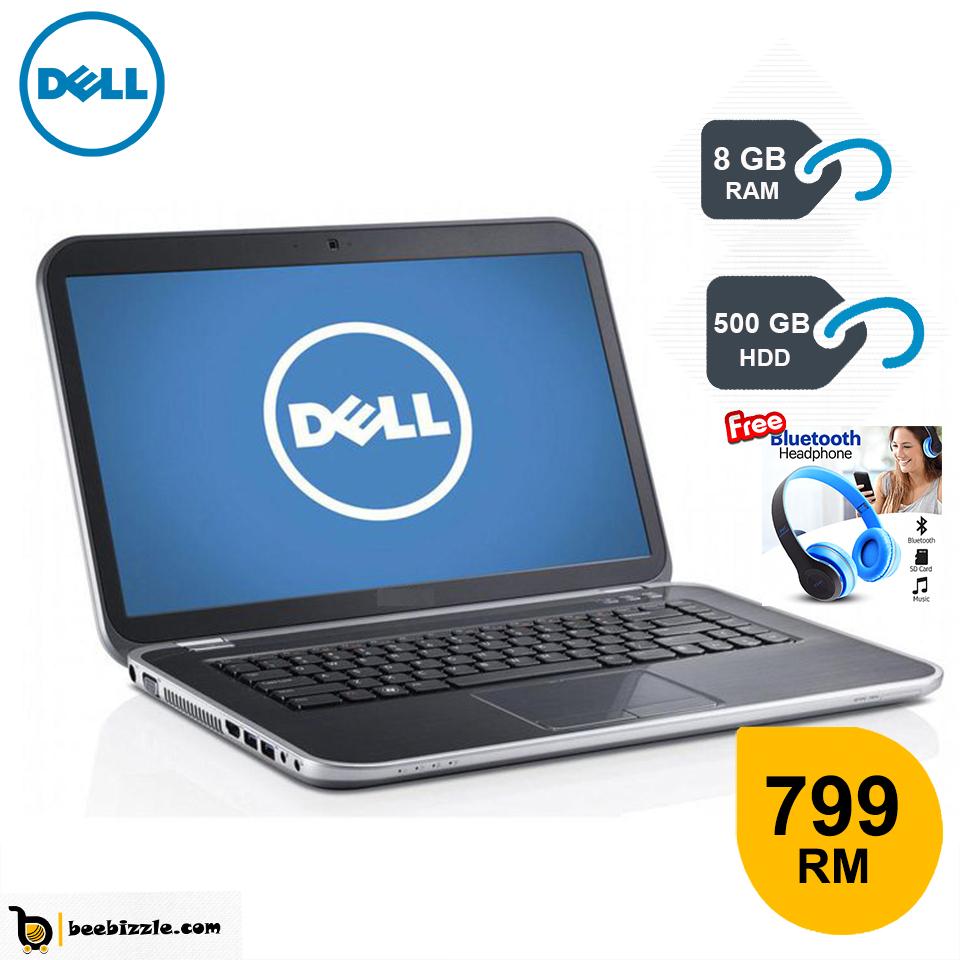 DELL
8 GB
RAM
500 GB
HDD
DELL
Free
Bluetooth
Headphone
Bluetooth
SD Card
Music
799
RM
beebizzle.com